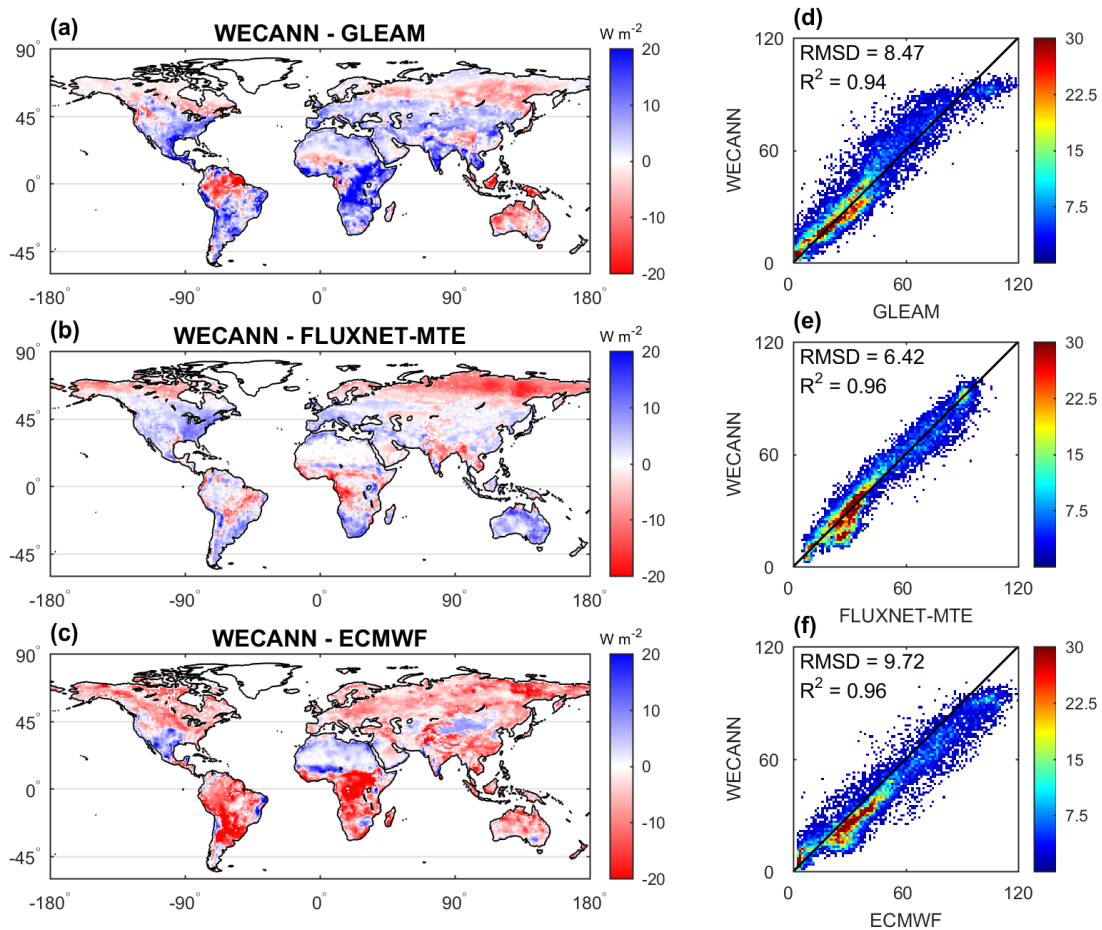 (a)
WECANN - GLEAM
W m-2
90°
45°
0°
-45°
-180° -90° 0° 90° 180°
20
10
0
-10
-20
(d)
RMSD = 8.47
R2 = 0.94
WECANN
120
60
0
0 60 120
GLEAM
30
22.5
15
7.5
(b)
WECANN - FLUXNET-MTE
W m-2
90°
45°
0°
-45°
-180° -90° 0° 90° 180°
20
10
0
-10
-20
(e)
RMSD = 6.42
R2 = 0.96
WECANN
120
60
0
0 60 120
FLUXNET-MTE
30
22.5
15
7.5
(c)
WECANN - ECMWF
W m-2
90°
45°
0°
-45°
-180° -90° 0° 90° 180°
20
10
0
-10
-20
(f)
RMSD = 9.72
R2 = 0.96
WECANN
120
60
0
0 60 120
ECMWF
30
22.5
15
7.5